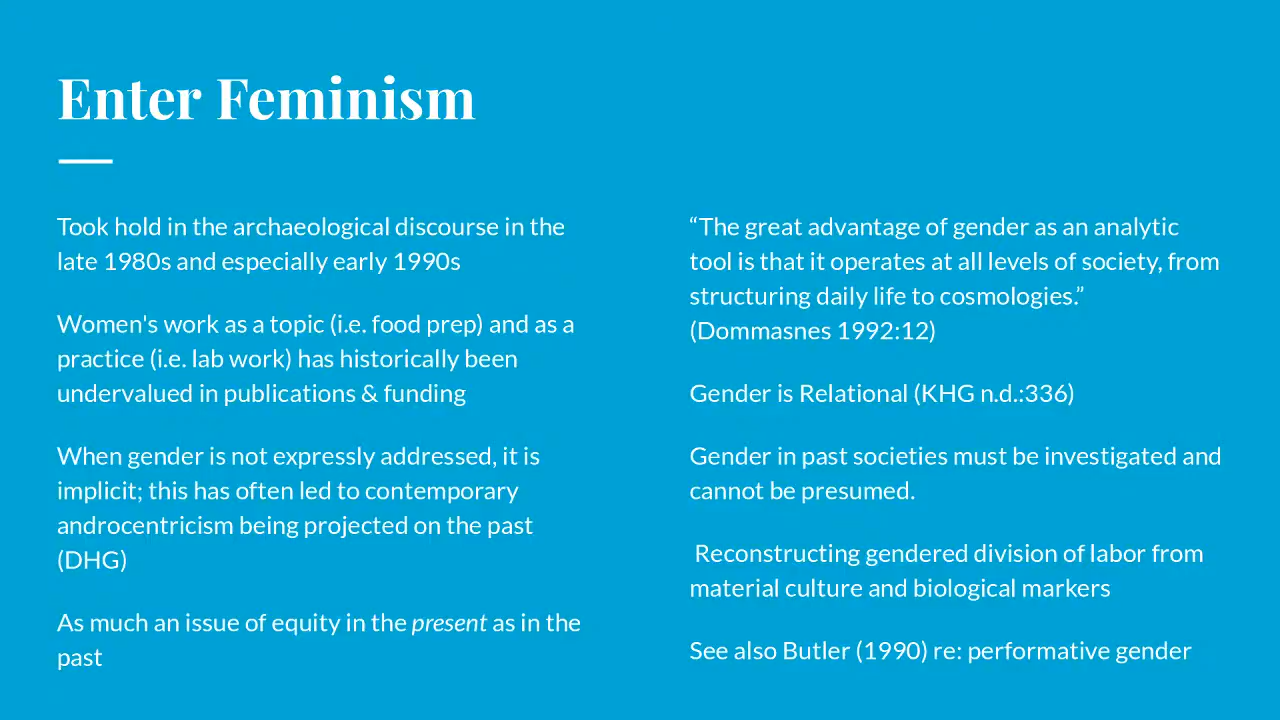 Enter Feminism
Took hold in the archaeological discourse in the
late 1980s and especially early 1990s
Women's work as a topic (i.e. food prep) and as a
practice (i.e. lab work) has historically been
undervalued in publications & funding
When gender is not expressly addressed, it is
implicit; this has often led to contemporary
androcentricism being projected on the past
(DHG)
As much an issue of equity in the present as in the
past
“The great advantage of gender as an analytic
tool is that it operates at all levels of society, from
structuring daily life to cosmologies.”
(Dommasnes 1992:12)
Gender is Relational (KHG n.d.:336)
Gender in past societies must be investigated and
cannot be presumed.
Reconstructing gendered division of labor from
material culture and biological markers
See also Butler (1990) re: performative gender